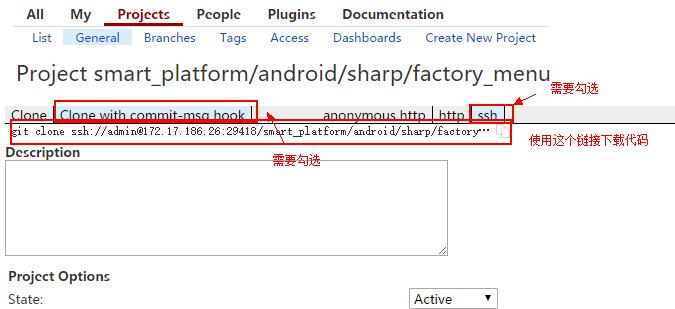 All My Projects People Plugins Documentation
List General Branches Tags Access Dashboards Create New Project
Project smart_platform/android/sharp/factory_menu
需要勾选
Clone Clone with commit-msg hook anonymous http http ssh
git clone ssh://admin@172.17.186.26:29418/smart_platform/android/sharp/factory⋯
使用这个链接下载代码
Description
需要勾选
Project Options
State: Active